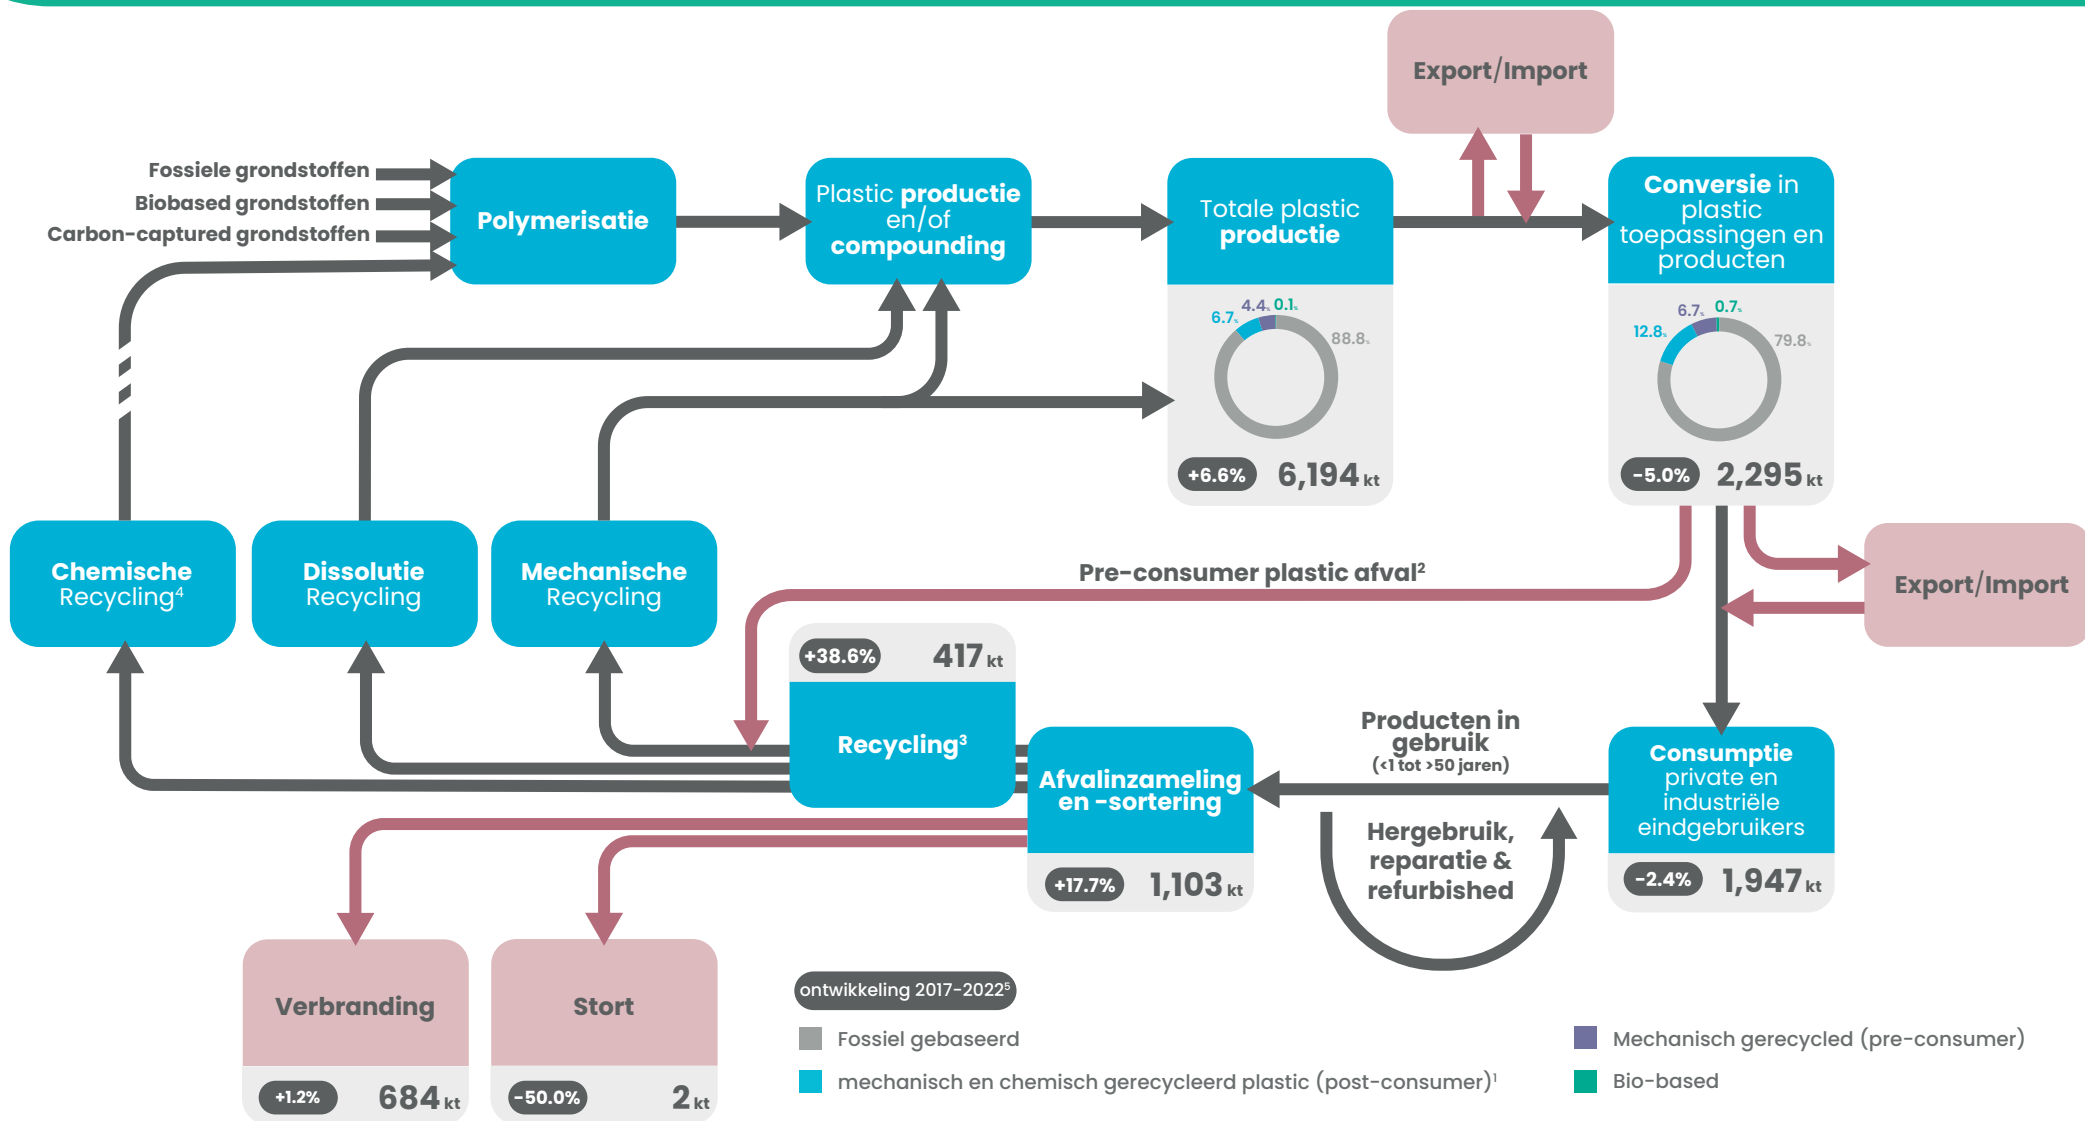 Export/Import
Fossiele grondstoffen
Biobased grondstoffen
Carbon-captured grondstoffen
Polymerisatie
Plastic productie
en/of
compounding
Totale plastic
productie
4.4% 0.1%
6.7%
88.8%
+6.6% 6,194 kt
Conversie in
plastic
toepassingen en
producten
6.7% 0.7%
12.8%
79.8%
-5.0% 2,295 kt
Export/Import
Chemische
Recycling⁴
Dissolutie
Recycling
Mechanische
Recycling
Pre-consumer plastic afval²
+38.6% 417 kt
Recycling³
Afvalinzameling
en -sortering
+17.7% 1,103 kt
Producten in
gebruik
(<1 tot >50 jaren)
Hergebruik,
reparatie &
refurbished
Consumptie
private en
industriële
eindgebruikers
-2.4% 1,947 kt
Verbranding
+1.2% 684 kt
Stort
-50.0% 2 kt
ontwikkeling 2017-2022⁵
Fossiel gebaseerd
mechanisch en chemisch gerecycleerd plastic (post-consumer)¹
Mechanisch gerecycled (pre-consumer)
Bio-based